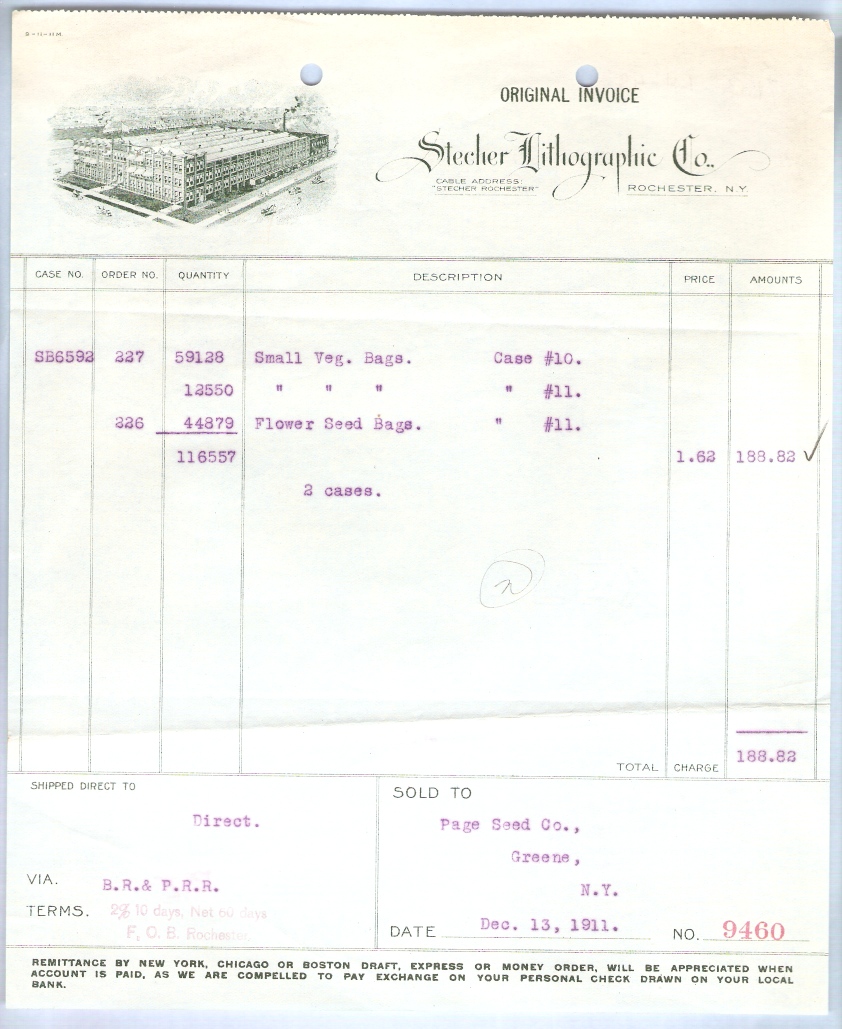 ORIGINAL INVOICE
Stecher Lithographic Co.,
CABLE ADDRESS:
"STECHER ROCHESTER"
ROCHESTER, N.Y.
CASE NO. ORDER NO. QUANTITY DESCRIPTION PRICE AMOUNTS
SB6592 227 59128 Small Veg. Bags. Case #10.
12550 " " " " #11.
226 44879 Flower Seed Bags. " #11.
116557 1.62 188.82
2 cases.
188.82
TOTAL CHARGE
SHIPPED DIRECT TO
Direct.
VIA. B.R.& P.R.R.
TERMS. 2% 10 days, Net 60 days
F. O. B. Rochester
SOLD TO
Page Seed Co.,
Greene,
N.Y.
DATE Dec. 13, 1911. NO. 9460
REMITTANCE BY NEW YORK, CHICAGO OR BOSTON DRAFT, EXPRESS OR MONEY ORDER, WILL BE APPRECIATED WHEN
ACCOUNT IS PAID, AS WE ARE COMPELLED TO PAY EXCHANGE ON YOUR PERSONAL CHECK DRAWN ON YOUR LOCAL
BANK.